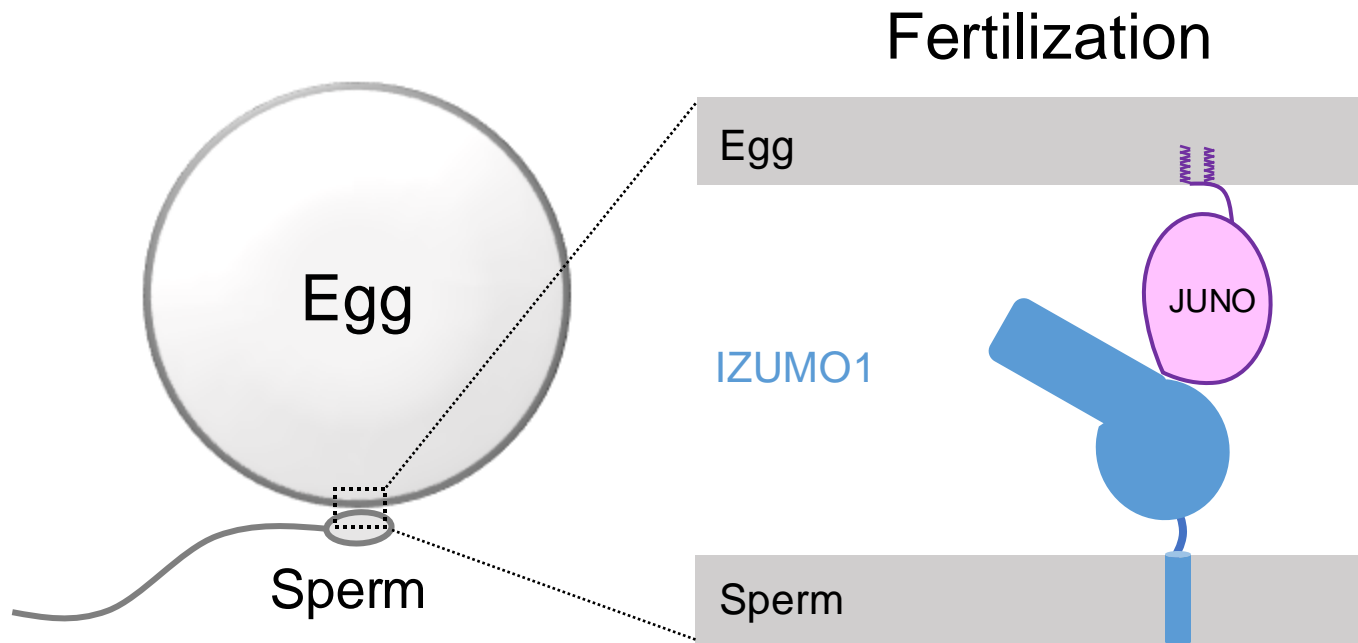 Fertilization
Egg
Sperm
Egg
JUNO
IZUMO1
Sperm